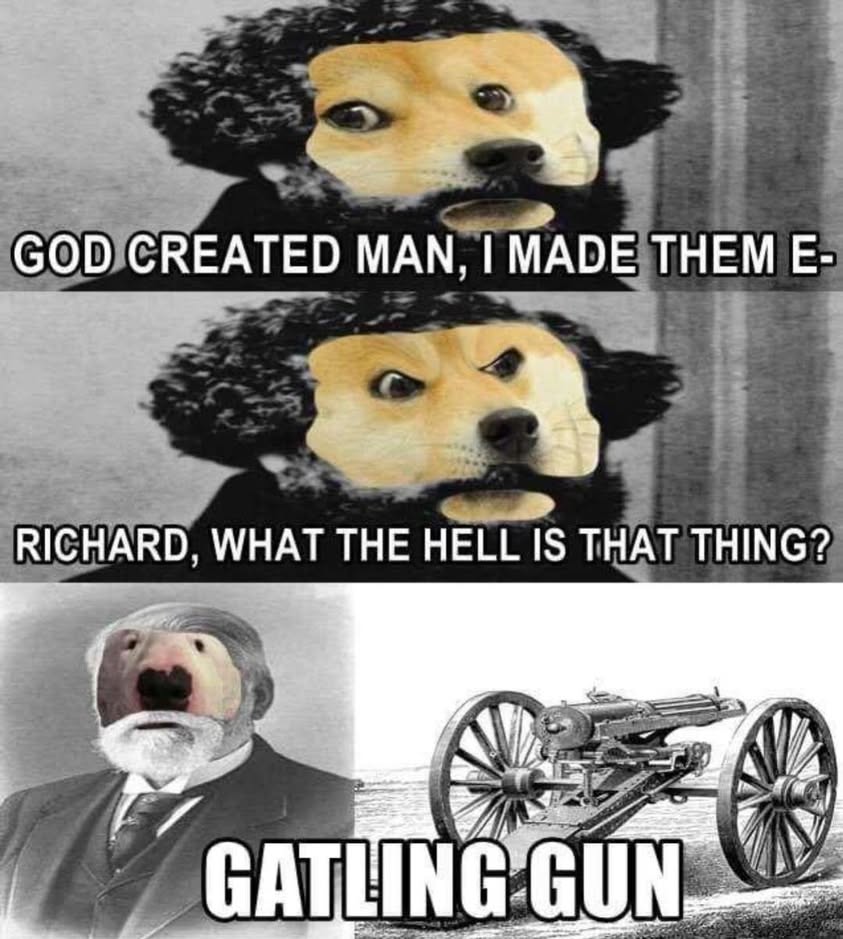 GOD CREATED MAN, I MADE THEM E-
RICHARD, WHAT THE HELL IS THAT THING?
GATLING GUN